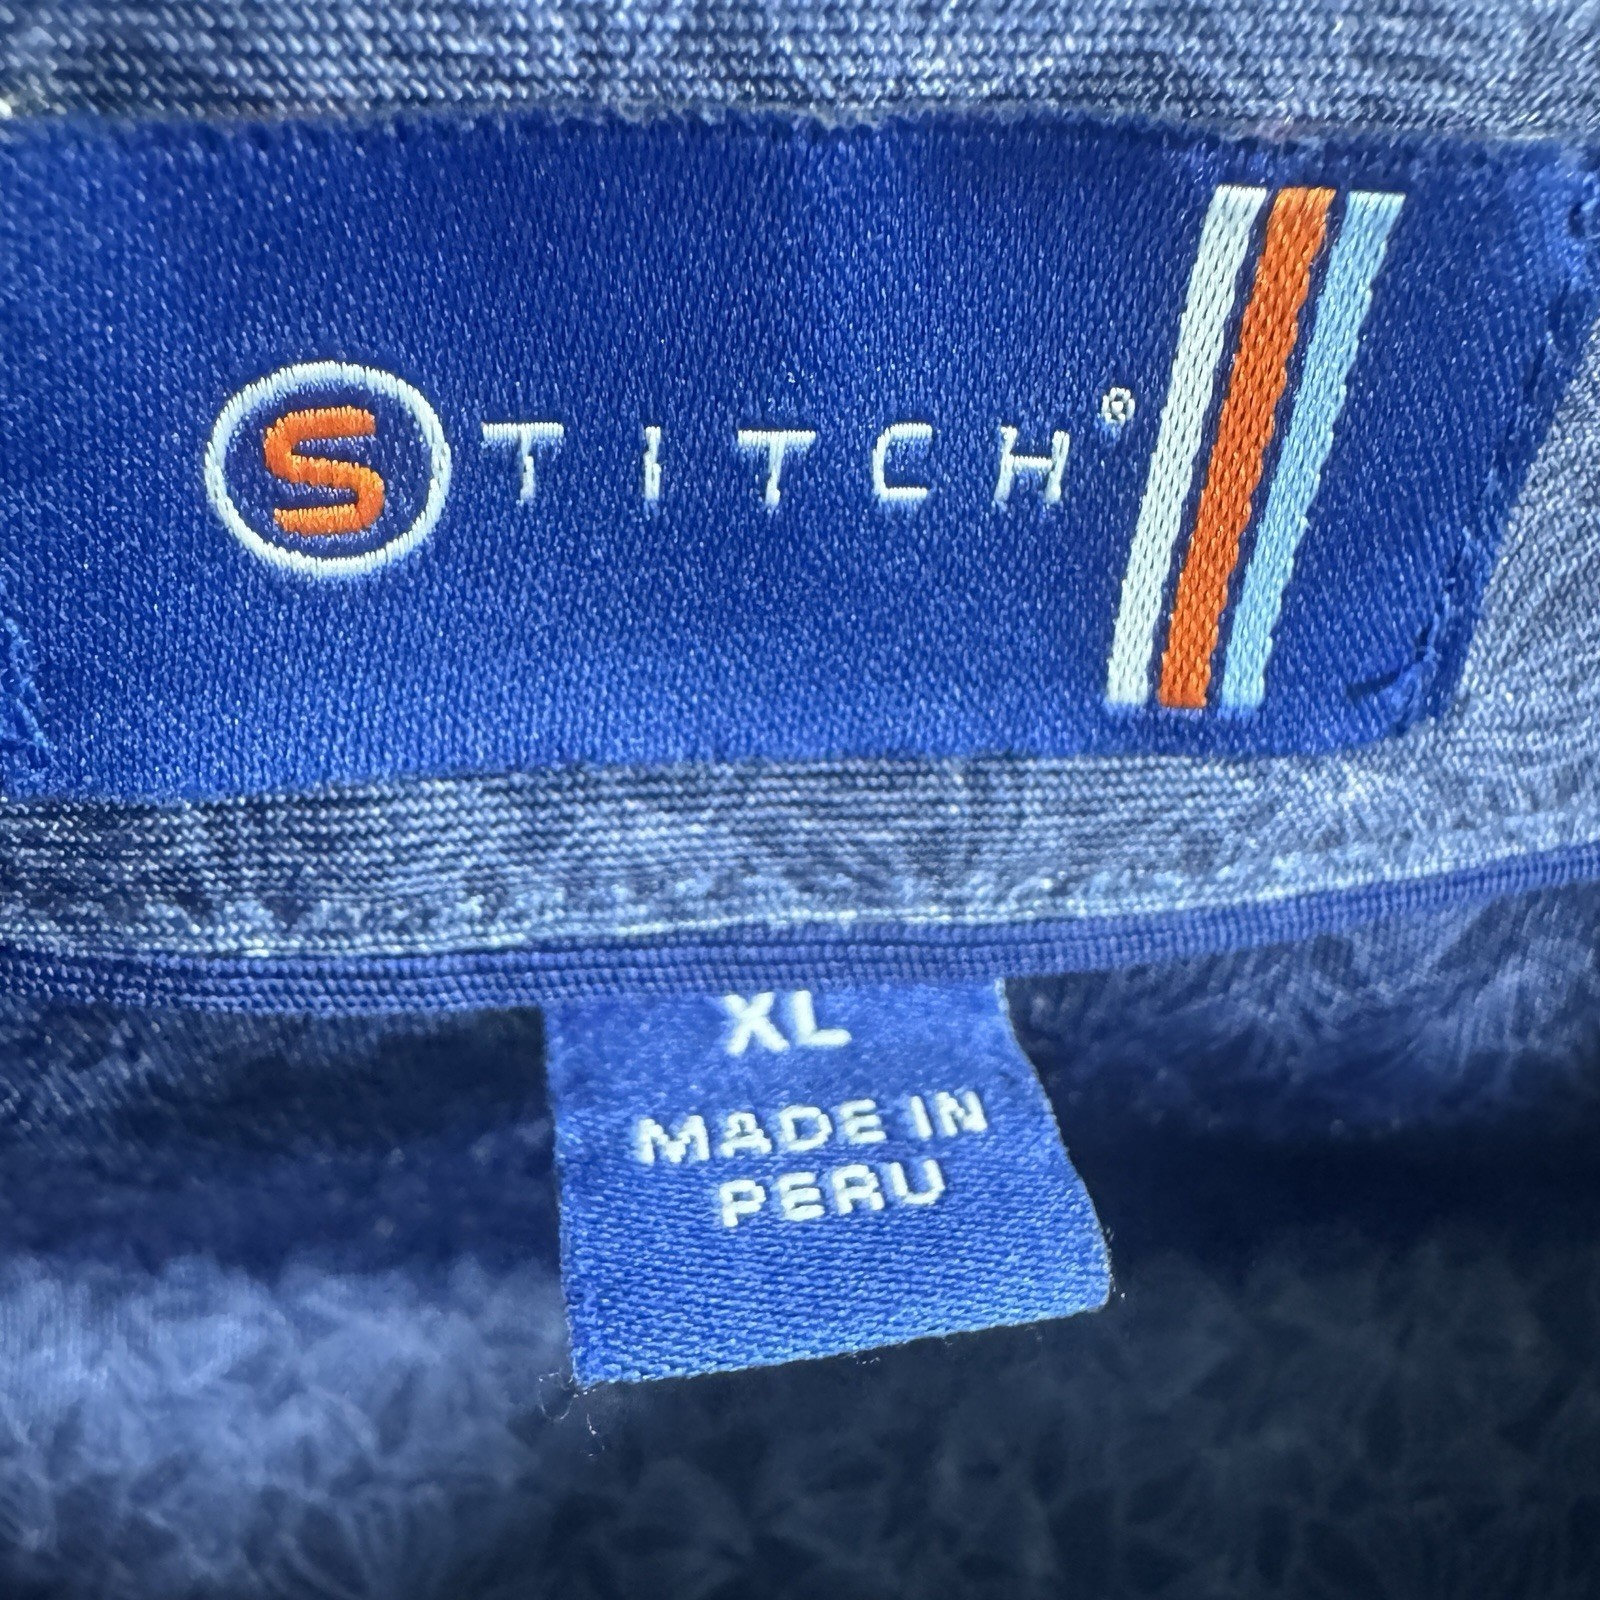 STITCH®
XL
MADE IN
PERU